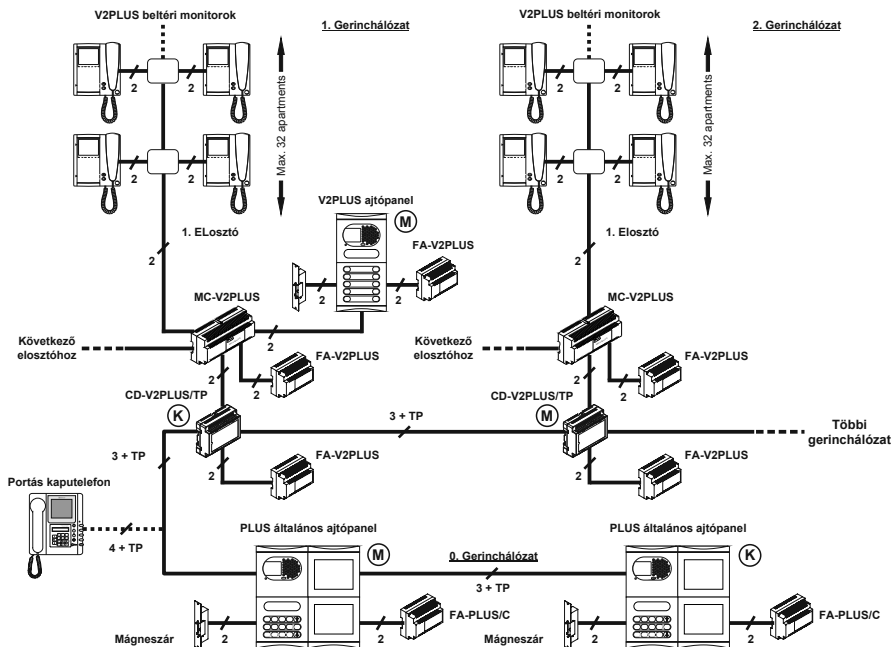 V2PLUS beltéri monitorok
1. Gerinchálózat
V2PLUS beltéri monitorok
2. Gerinchálózat
2
2
2
2
Max. 32 apartments
Max. 32 apartments
2
2
2
2
V2PLUS ajtópanel
M
1. ELosztó
1. Elosztó
FA-V2PLUS
2
2
2
2
MC-V2PLUS
MC-V2PLUS
Következő
elosztóhoz
2
Következő
elosztóhoz
FA-V2PLUS
FA-V2PLUS
2
2
2
2
CD-V2PLUS/TP
K
CD-V2PLUS/TP
M
3 + TP
Többi
gerinchálózat
3 + TP
FA-V2PLUS
FA-V2PLUS
2
2
Portás kaputelefon
4 + TP
PLUS általános ajtópanel
M
0. Gerinchálózat
3 + TP
PLUS általános ajtópanel
K
FA-PLUS/C
FA-PLUS/C
Mágneszár
2
2
Mágneszár
2
2